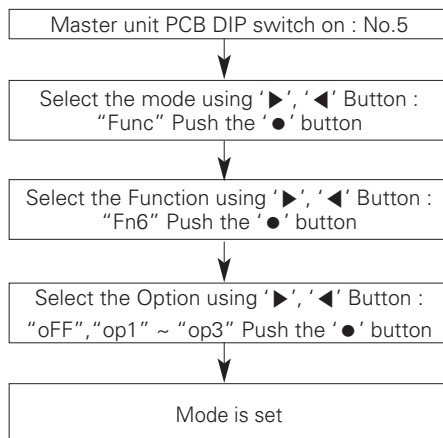 Master unit PCB DIP switch on : No.5
Select the mode using ‘▶’, ‘◀’ Button :
“Func” Push the ‘●’ button
Select the Function using ‘▶’, ‘◀’ Button :
“Fn6” Push the ‘●’ button
Select the Option using ‘▶’, ‘◀’ Button :
“oFF”,“op1” ~ “op3” Push the ‘●’ button
Mode is set